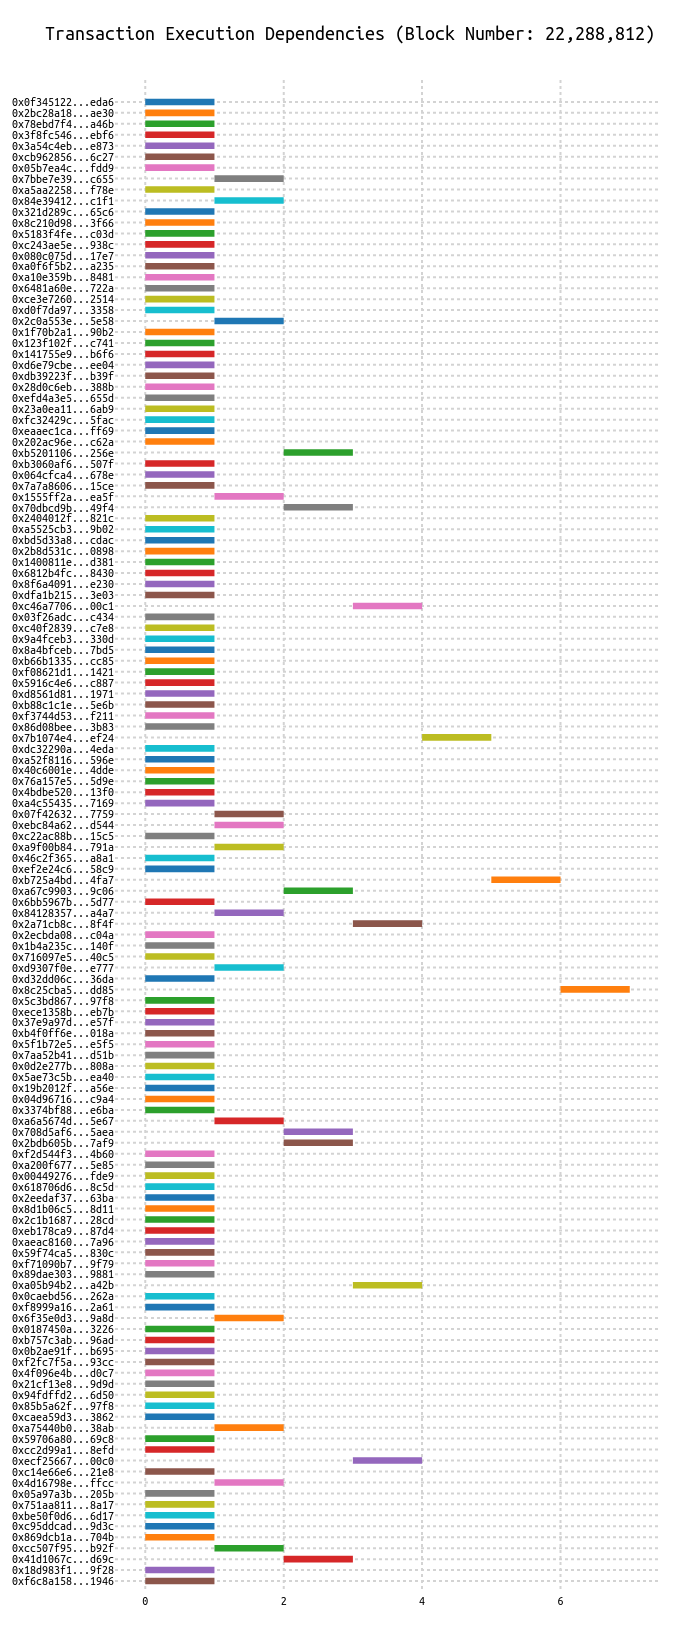 Transaction Execution Dependencies (Block Number: 22,288,812)
0x0f345122...eda6
0x2bc28a18...ae30
0x78ebd7f4...a46b
0x3f8fc546...ebf6
0x3a54c4eb...e873
0xcb962856...6c27
0x05b7ea4c...fdd9
0x7bbe7e39...c655
0xa5aa2258...f78e
0x84e39412...c1f1
0x321d289c...65c6
0x8c210d98...3f66
0x5183f4fe...c03d
0xc243ae5e...938c
0x080c075d...17e7
0xa0f6f5b2...a235
0xa10e359b...8481
0x6481a60e...722a
0xce3e7260...2514
0xd0f7da97...3358
0x2c0a553e...5e58
0x1f70b2a1...90b2
0x123f102f...c741
0x141755e9...b6f6
0xd6e79cbe...ee04
0xdb39223f...b39f
0x28d0c6eb...388b
0xefd4a3e5...655d
0x23a0ea11...6ab9
0xfc32429c...5fac
0xeaaec1ca...ff69
0x202ac96e...c62a
0xb5201106...256e
0xb3060af6...507f
0x064cfca4...678e
0x7a7a8606...15ce
0x1555ff2a...ea5f
0x70dbcd9b...49f4
0x2404012f...821c
0xa5525cb3...9b02
0xbd5d33a8...cdac
0x2b8d531c...0898
0x1400811e...d381
0x6812b4fc...8430
0x8f6a4091...e230
0xdfa1b215...3e03
0xc46a7706...00c1
0x03f26adc...c434
0xc40f2839...c7e8
0x9a4fceb3...330d
0x8a4bfceb...7bd5
0xb66b1335...cc85
0xf08621d1...1421
0x5916c4e6...c887
0xd8561d81...1971
0xb88c1c1e...5e6b
0xf3744d53...f211
0x86d08bee...3b83
0x7b1074e4...ef24
0xdc32290a...4eda
0xa52f8116...596e
0x40c6001e...4dde
0x76a157e5...5d9e
0x4bdbe520...13f0
0xa4c55435...7169
0x07f42632...7759
0xebc84a62...d544
0xc22ac88b...15c5
0xa9f00b84...791a
0x46c2f365...a8a1
0xef2e24c6...58c9
0xb725a4bd...4fa7
0xa67c9903...9c06
0x6bb5967b...5d77
0x84128357...a4a7
0x2a71cb8c...8f4f
0x2ecbda08...c04a
0x1b4a235c...140f
0x716097e5...40c5
0xd9307f0e...e777
0xd32dd06c...36da
0x8c25cba5...dd85
0x5c3bd867...97f8
0xece1358b...eb7b
0x37e9a97d...e57f
0xb4f0ff6e...018a
0x5f1b72e5...e5f5
0x7aa52b41...d51b
0x0d2e277b...808a
0x5ae73c5b...ea40
0x19b2012f...a56e
0x04d96716...c9a4
0x3374bf88...e6ba
0xa6a5674d...5e67
0x708d5af6...5aea
0x2bdb605b...7af9
0xf2d544f3...4b60
0xa200f677...5e85
0x00449276...fde9
0x618706d6...8c5d
0x2eedaf37...63ba
0x8d1b06c5...8d11
0x2c1b1687...28cd
0xeb178ca9...87d4
0xaeac8160...7a96
0x59f74ca5...830c
0xf71090b7...9f79
0x89dae303...9881
0xa05b94b2...a42b
0x0caebd56...262a
0xf8999a16...2a61
0x6f35e0d3...9a8d
0x0187450a...3226
0xb757c3ab...96ad
0x0b2ae91f...b695
0xf2fc7f5a...93cc
0x4f096e4b...d0c7
0x21cf13e8...9d9d
0x94fdffd2...6d50
0x85b5a62f...97f8
0xcaea59d3...3862
0xa75440b0...38ab
0x59706a80...69c8
0xcc2d99a1...8efd
0xecf25667...00c0
0xc14e66e6...21e8
0x4d16798e...ffcc
0x05a97a3b...205b
0x751aa811...8a17
0xbe50f0d6...6d17
0xc95ddcad...9d3c
0x869dcb1a...704b
0xcc507f95...b92f
0x41d1067c...d69c
0x18d983f1...9f28
0xf6c8a158...1946
0 2 4 6